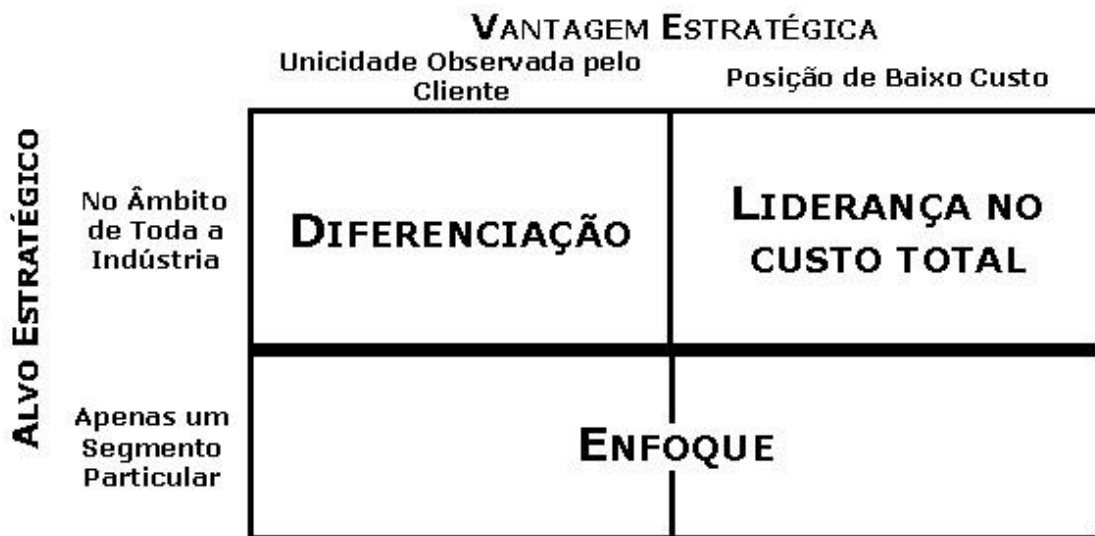 VANTAGEM ESTRATÉGICA
Unicidade Observada pelo
Cliente
Posição de Baixo Custo
ALVO ESTRATÉGICO
No Âmbito
de Toda a
Indústria
DIFERENCIAÇÃO
LIDERANÇA NO
CUSTO TOTAL
Apenas um
Segmento
Particular
ENFOQUE